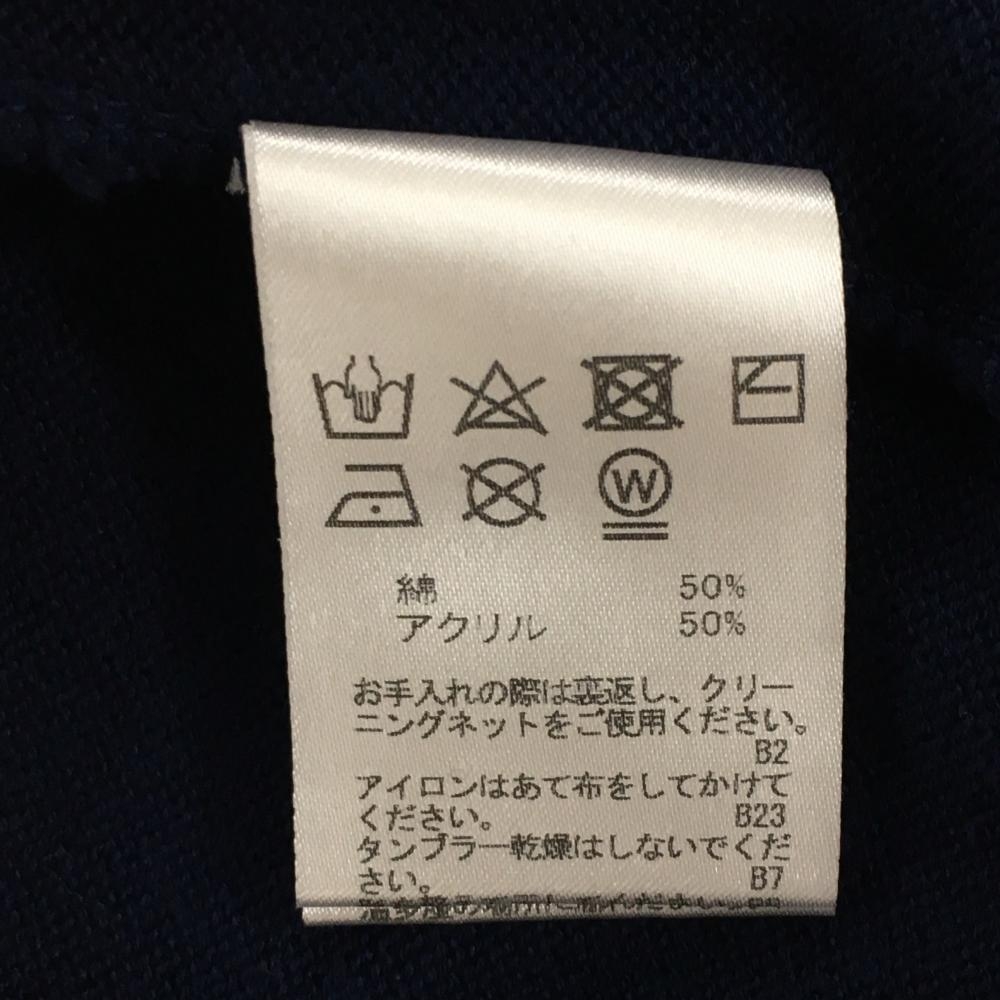 W
綿 50%
アクリル 50%
お手入れの際は裏返し、クリー
ニングネットをご使用ください。
B2
アイロンはあて布をしてかけて
ください。 B23
タンブラー乾燥はしないでくだ
さい。 B7